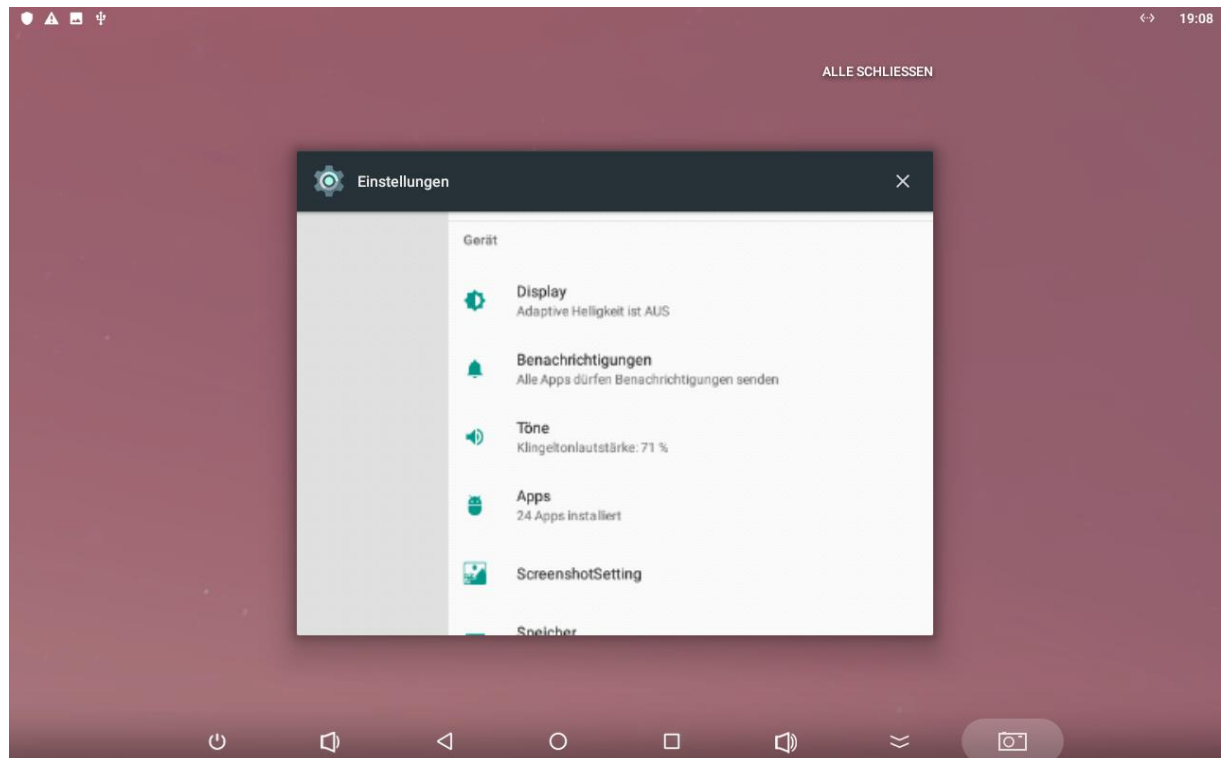 19:08
ALLE SCHLIESSEN
Einstellungen
Gerät
Display
Adaptive Helligkeit ist AUS
Benachrichtigungen
Alle Apps dürfen Benachrichtigungen senden
Töne
Klingeltonlautstärke: 71 %
Apps
24 Apps installiert
ScreenshotSetting
Speicher